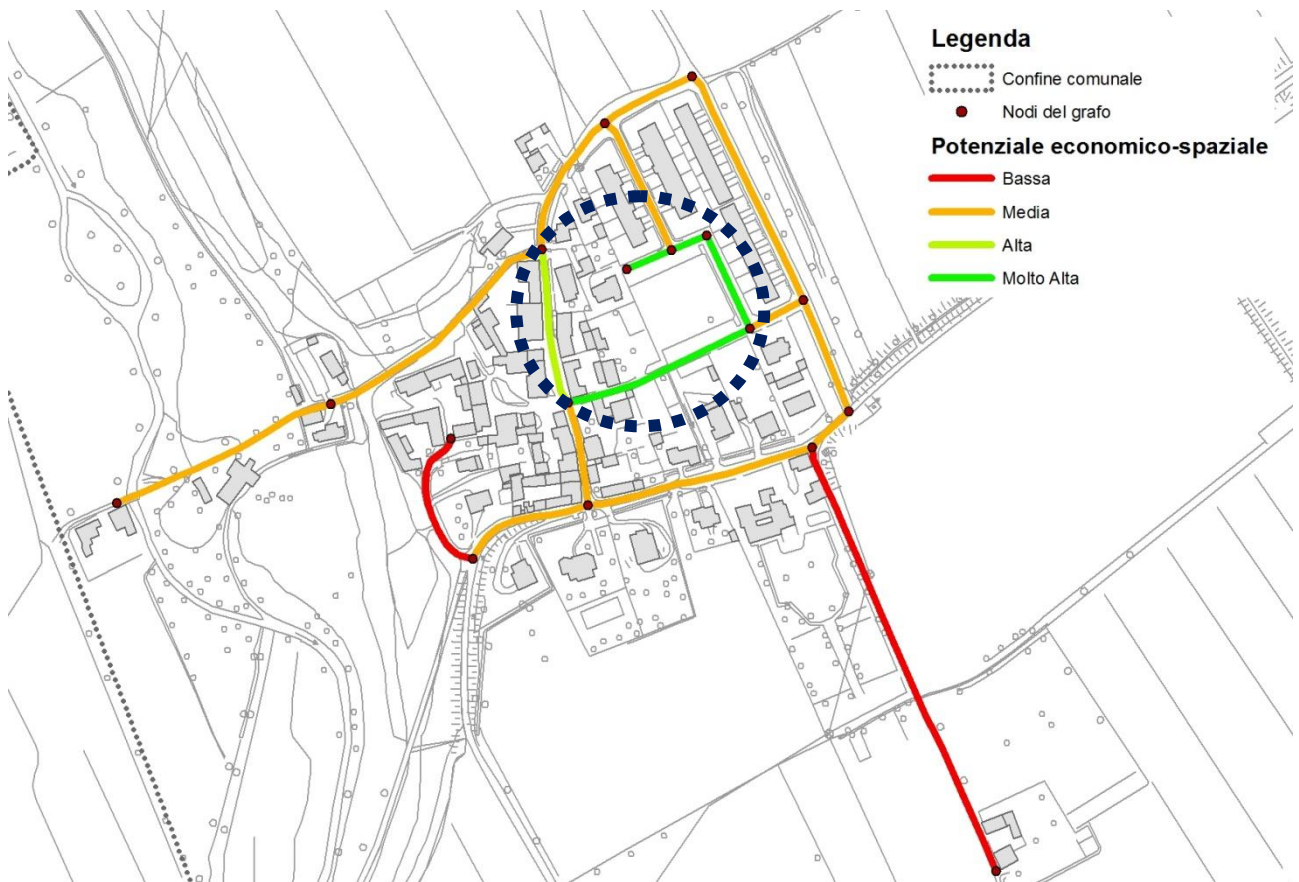 Legenda
Confine comunale
Nodi del grafo
Potenziale economico-spaziale
Bassa
Media
Alta
Molto Alta